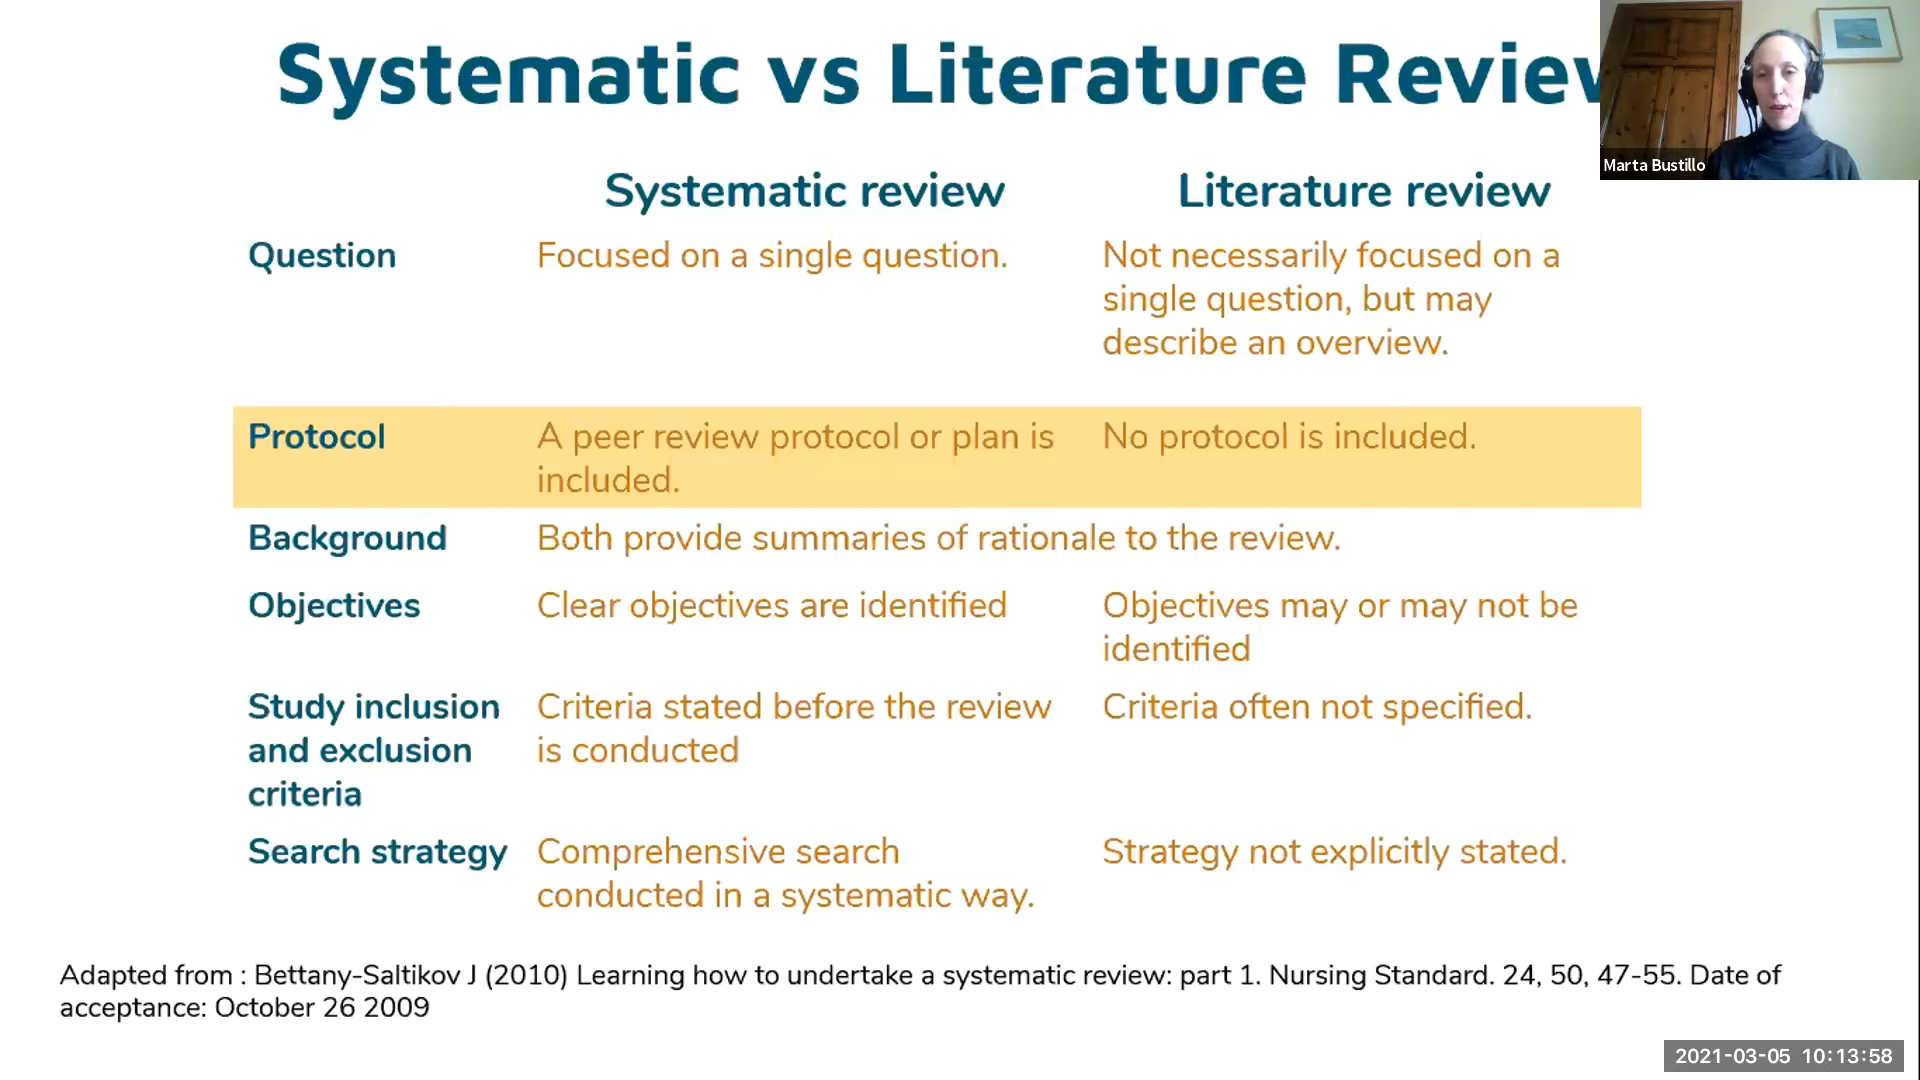 Systematic vs Literature Review
Marta Bustillo
Systematic review
Literature review
Question
Focused on a single question.
Not necessarily focused on a
single question, but may
describe an overview.
Protocol
A peer review protocol or plan is
included.
No protocol is included.
Background
Both provide summaries of rationale to the review.
Objectives
Clear objectives are identified
Objectives may or may not be
identified
Study inclusion
and exclusion
criteria
Criteria stated before the review
is conducted
Criteria often not specified.
Search strategy
Comprehensive search
conducted in a systematic way.
Strategy not explicitly stated.
Adapted from : Bettany-Saltikov J (2010) Learning how to undertake a systematic review: part 1. Nursing Standard. 24, 50, 47-55. Date of
acceptance: October 26 2009
2021-03-05 10:13:58